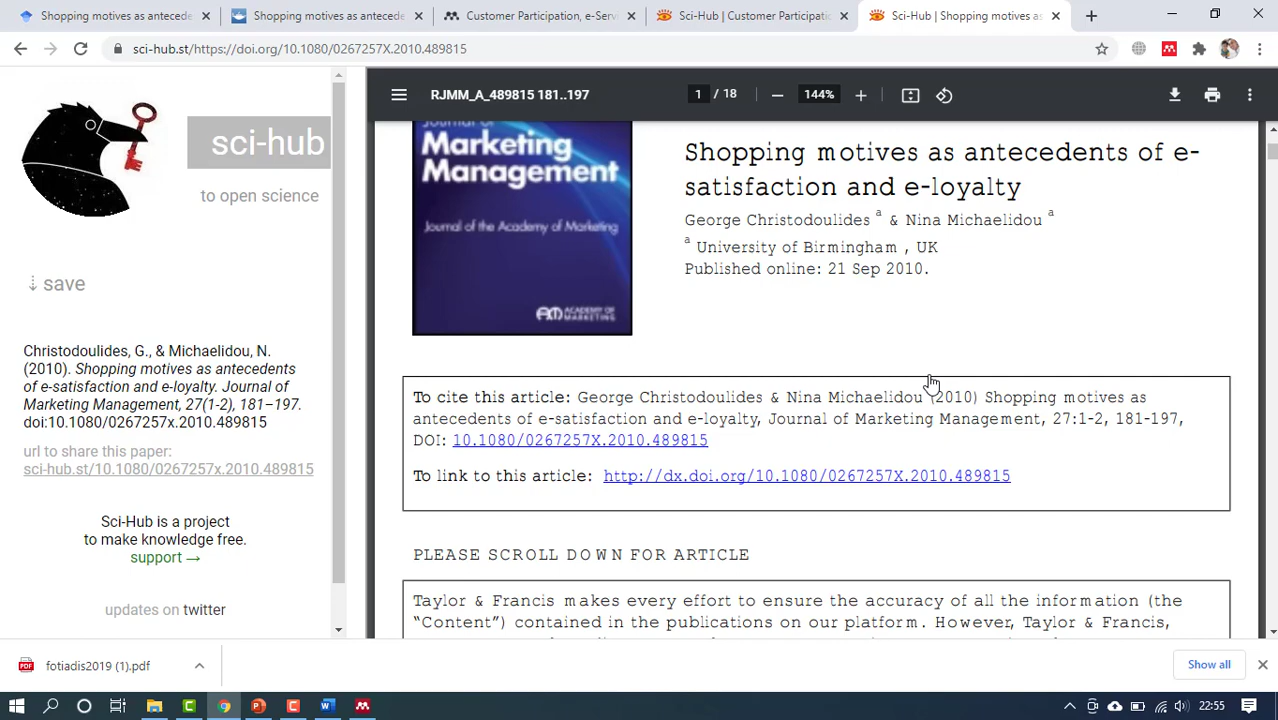 Shopping motives as anteced
Shopping motives as anteced
Customer Participation, e-Servi
Sci-Hub | Customer Participatio
Sci-Hub | Shopping motives as
sci-hub.st/https://doi.org/10.1080/0267257X.2010.489815
RJMM_A_489815 181..197
1 / 18
144%
sci-hub
to open science
↓ save
Christodoulides, G., & Michaelidou, N.
(2010). Shopping motives as antecedents
of e-satisfaction and e-loyalty. Journal of
Marketing Management, 27(1-2), 181–197.
doi:10.1080/0267257x.2010.489815
url to share this paper:
sci-hub.st/10.1080/0267257x.2010.489815
Sci-Hub is a project
to make knowledge free.
support →
updates on twitter
Journal of
Marketing
Management
Journal of the Academy of Marketing
AM ACADEMY OF
MARKETING
Shopping motives as antecedents of e-
satisfaction and e-loyalty
George Christodoulides a & Nina Michaelidou a
a University of Birmingham , UK
Published online: 21 Sep 2010.
To cite this article: George Christodoulides & Nina Michaelidou (2010) Shopping motives as
antecedents of e-satisfaction and e-loyalty, Journal of Marketing Management, 27:1-2, 181-197,
DOI: 10.1080/0267257X.2010.489815
To link to this article: http://dx.doi.org/10.1080/0267257X.2010.489815
PLEASE SCROLL DOWN FOR ARTICLE
Taylor & Francis makes every effort to ensure the accuracy of all the information (the
“Content”) contained in the publications on our platform. However, Taylor & Francis,
fotiadis2019 (1).pdf
Show all
22:55